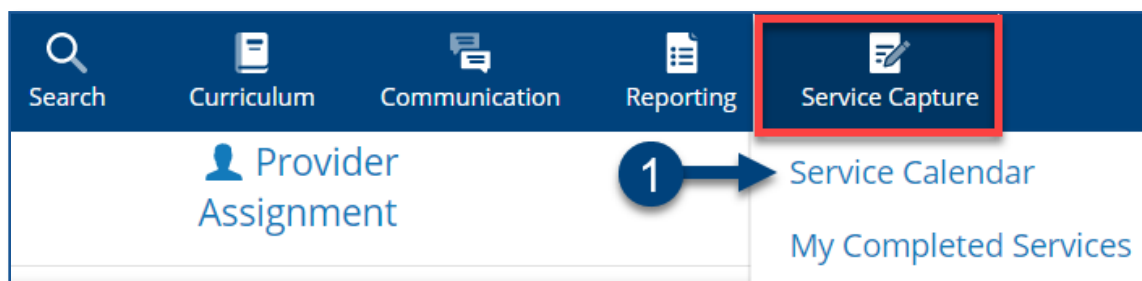 Search Curriculum Communication Reporting Service Capture
Provider
Assignment
1
Service Calendar
My Completed Services